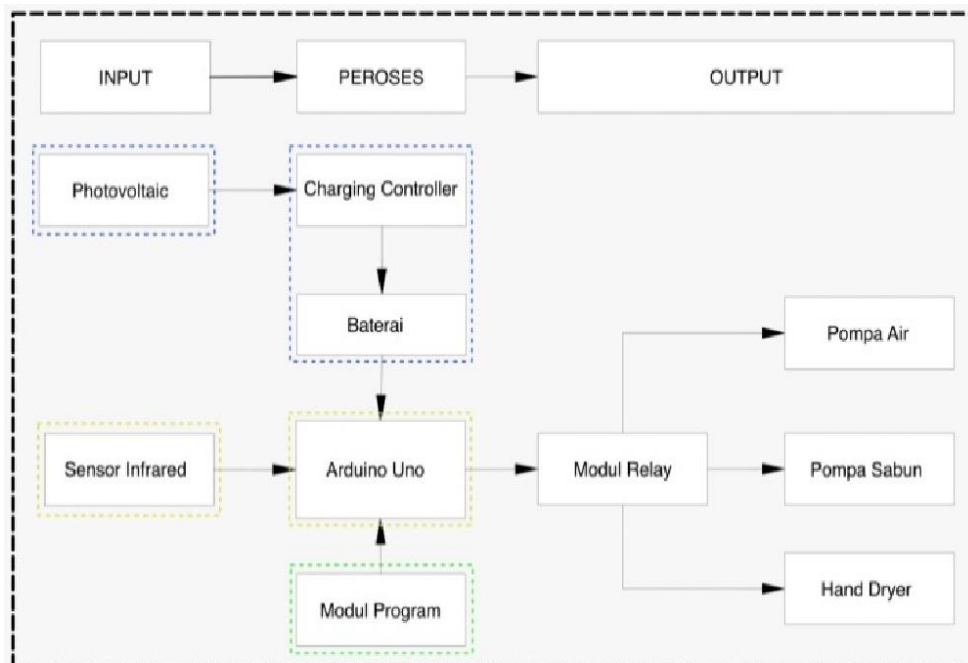 INPUT
PEROSES
OUTPUT
Photovoltaic
Charging Controller
Baterai
Pompa Air
Sensor Infrared
Arduino Uno
Modul Relay
Pompa Sabun
Modul Program
Hand Dryer